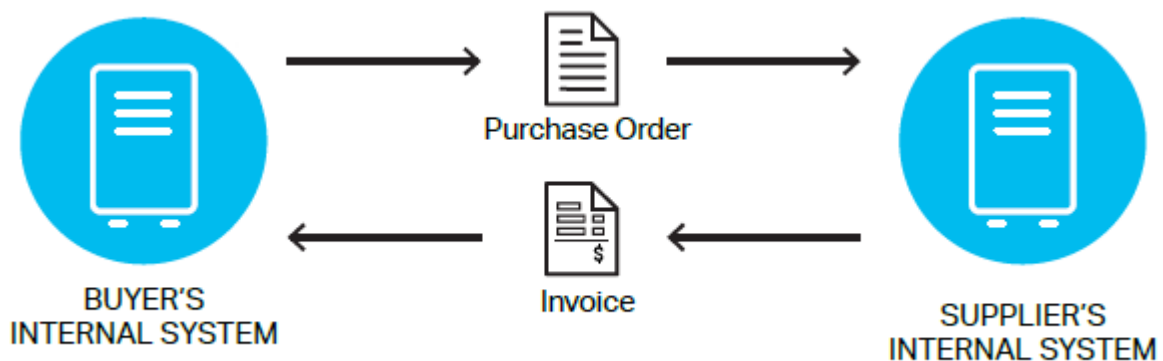 Purchase Order
$
Invoice
BUYER'S
INTERNAL SYSTEM
SUPPLIER'S
INTERNAL SYSTEM